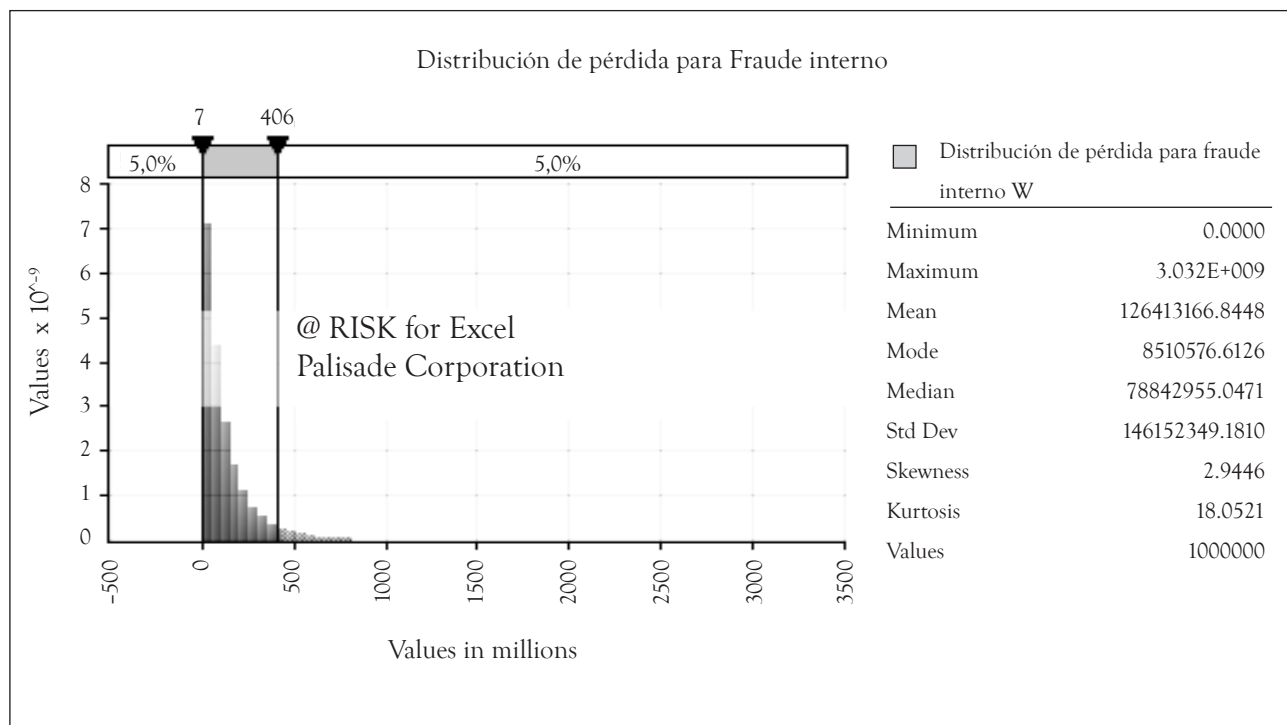 Distribución de pérdida para Fraude interno
7
406
5,0%
5,0%
8
7
6
5
4
3
2
1
0
Values x 10^-9
@ RISK for Excel
Palisade Corporation
-500
0
500
1000
1500
2000
2500
3000
3500
Values in millions
Distribución de pérdida para fraude
interno W
Minimum 0.0000
Maximum 3.032E+009
Mean 126413166.8448
Mode 8510576.6126
Median 78842955.0471
Std Dev 146152349.1810
Skewness 2.9446
Kurtosis 18.0521
Values 1000000